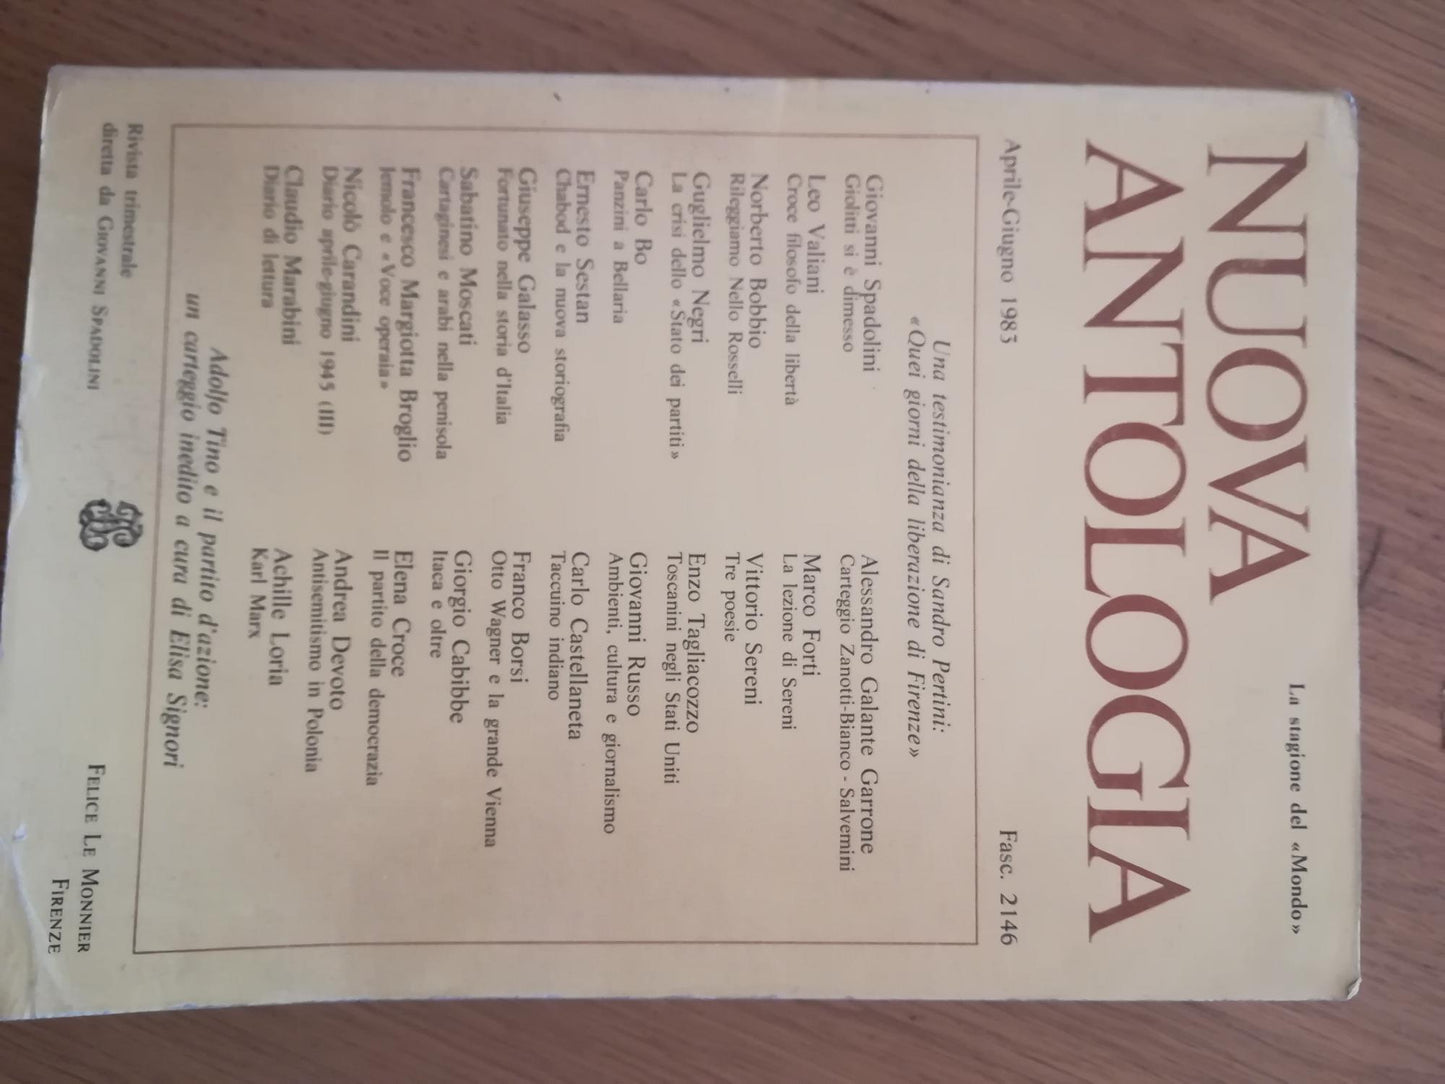 La stagione del «Mondo»
NUOVA
ANTOLOGIA
Aprile-Giugno 1983
Fasc. 2146
Una testimonianza di Sandro Pertini:
«Quei giorni della liberazione di Firenze»
Giovanni Spadolini
Giolitti si è dimesso
Leo Valiani
Croce filosofo della libertà
Norberto Bobbio
Rileggiamo Nello Rosselli
Guglielmo Negri
La crisi dello «Stato dei partiti»
Carlo Bo
Panzini a Bellaria
Ernesto Sestan
Chabod e la nuova storiografia
Giuseppe Galasso
Fortunato nella storia d'Italia
Sabatino Moscati
Cartaginesi e arabi nella penisola
Francesco Margiotta Broglio
Jemolo e «Voce operaia»
Nicolò Carandini
Diario aprile-giugno 1945 (III)
Claudio Marabini
Diario di lettura
Alessandro Galante Garrone
Carteggio Zanotti-Bianco - Salvemini
Marco Forti
La lezione di Sereni
Vittorio Sereni
Tre poesie
Enzo Tagliacozzo
Toscanini negli Stati Uniti
Giovanni Russo
Ambienti, cultura e giornalismo
Carlo Castellaneta
Taccuino indiano
Franco Borsi
Otto Wagner e la grande Vienna
Giorgio Cabibbe
Itaca e oltre
Elena Croce
Il partito della democrazia
Andrea Devoto
Antisemitismo in Polonia
Achille Loria
Karl Marx
Adolfo Tino e il partito d'azione:
un carteggio inedito a cura di Elisa Signori
Rivista trimestrale
diretta da GIOVANNI SPADOLINI
FELICE LE MONNIER
FIRENZE